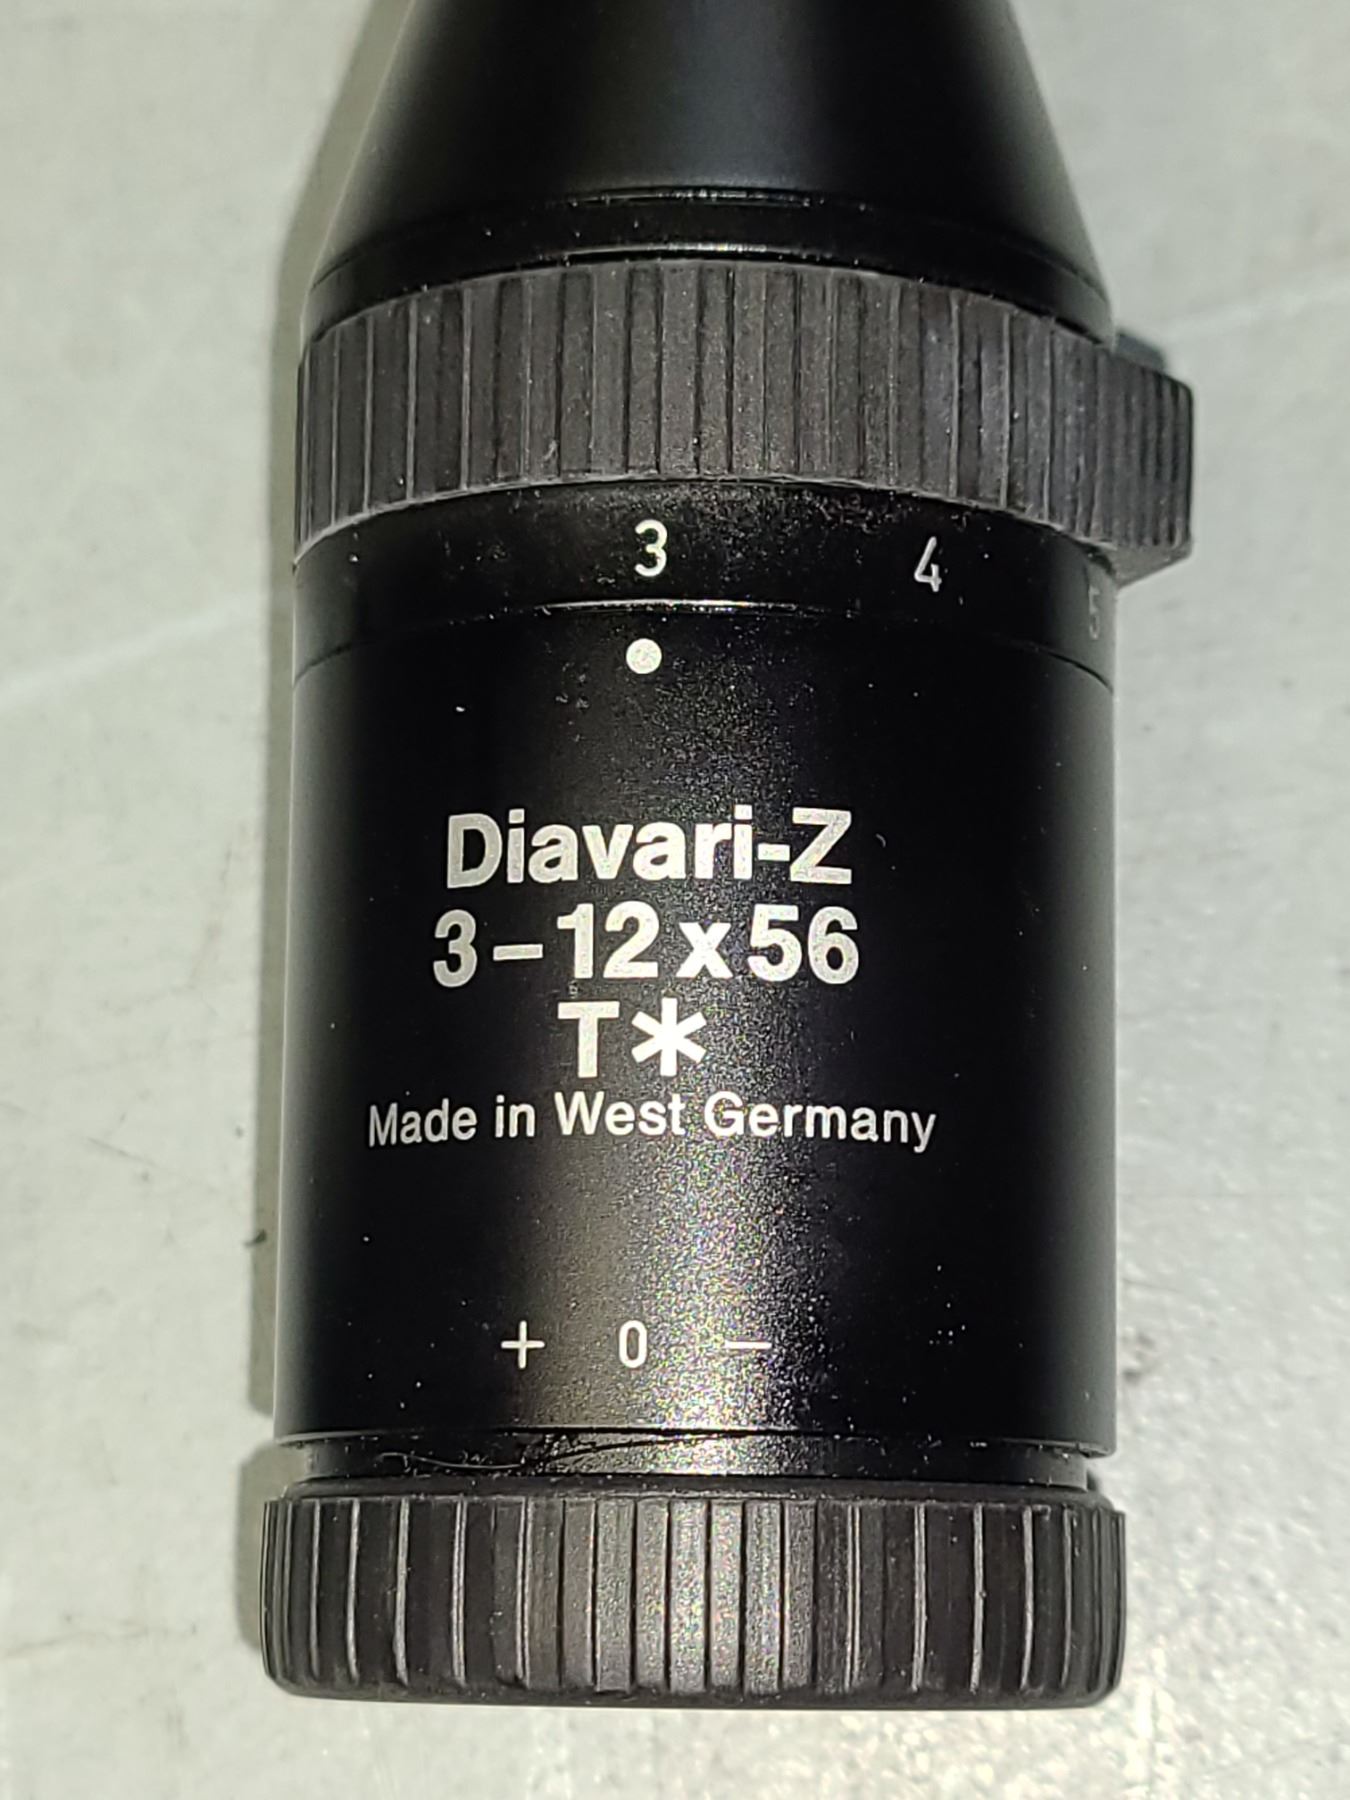 3 4 5
Diavari-Z
3–12x56
T*
Made in West Germany
+ 0 –